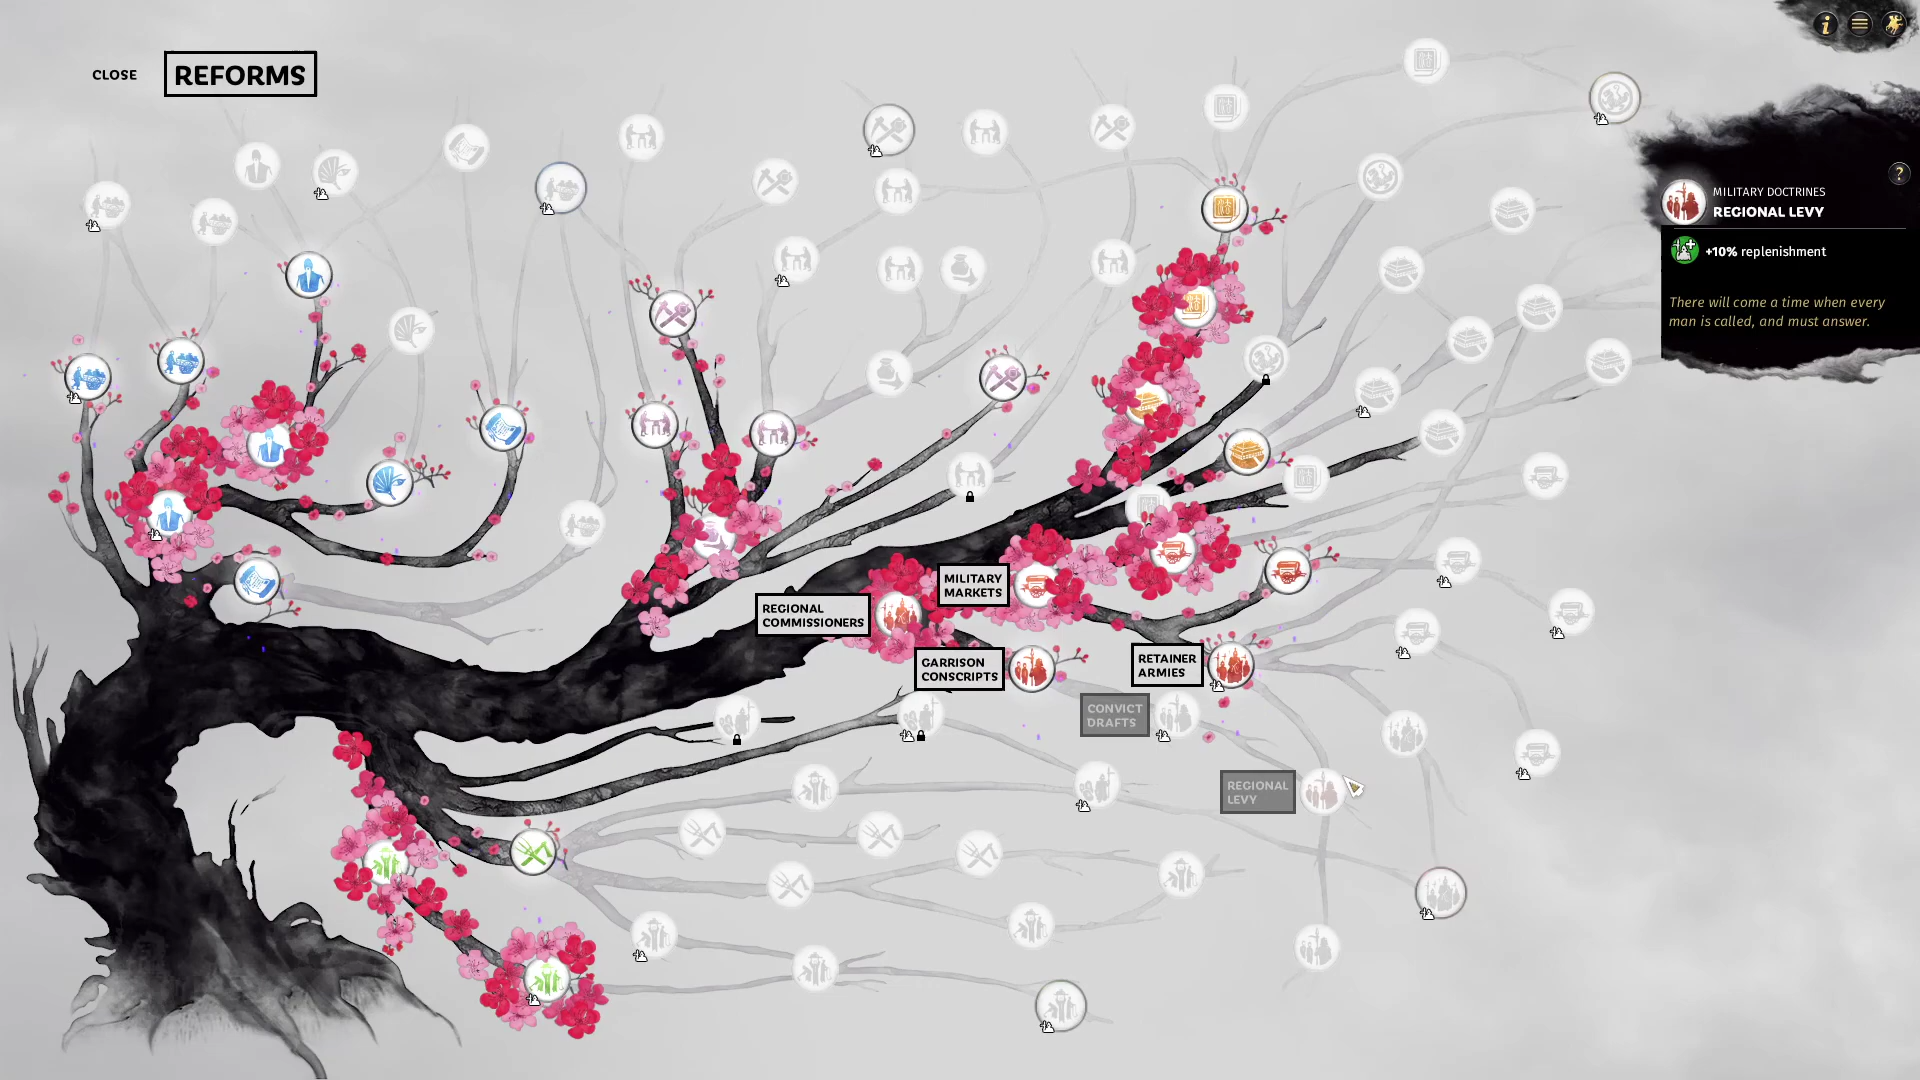 CLOSE
REFORMS
?
MILITARY DOCTRINES
REGIONAL LEVY
+10% replenishment
There will come a time when every
man is called, and must answer.
MILITARY
MARKETS
REGIONAL
COMMISSIONERS
GARRISON
CONSCRIPTS
RETAINER
ARMIES
CONVICT
DRAFTS
REGIONAL
LEVY